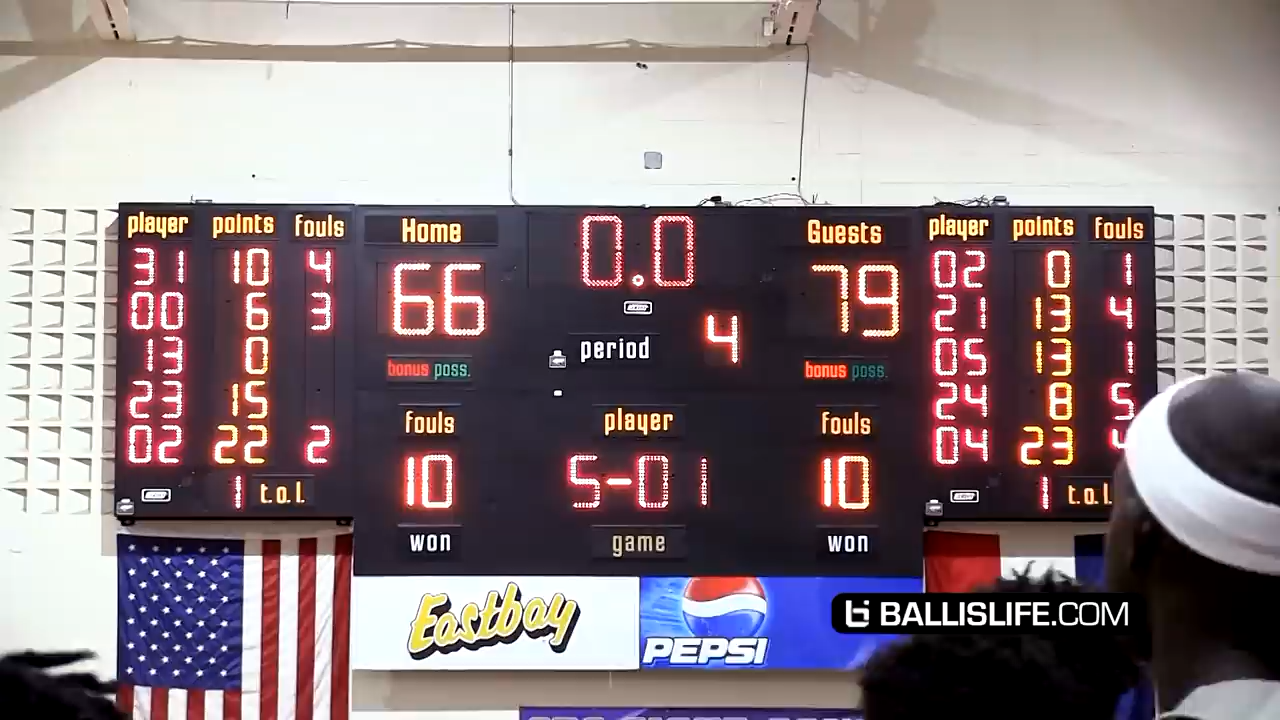 player points fouls
31 10 4
00 6 3
13 0
23 15
02 22 2
1 t.o.l.
Home
66
bonus poss.
fouls
10
won
0.0
period 4
player
5-01
game
Guests
79
bonus poss.
fouls
10
won
player points fouls
02 0 1
21 13 4
05 13 1
24 8 5
04 23 4
1 t.o.l
Eastbay
PEPSI
BALLISLIFE.COM